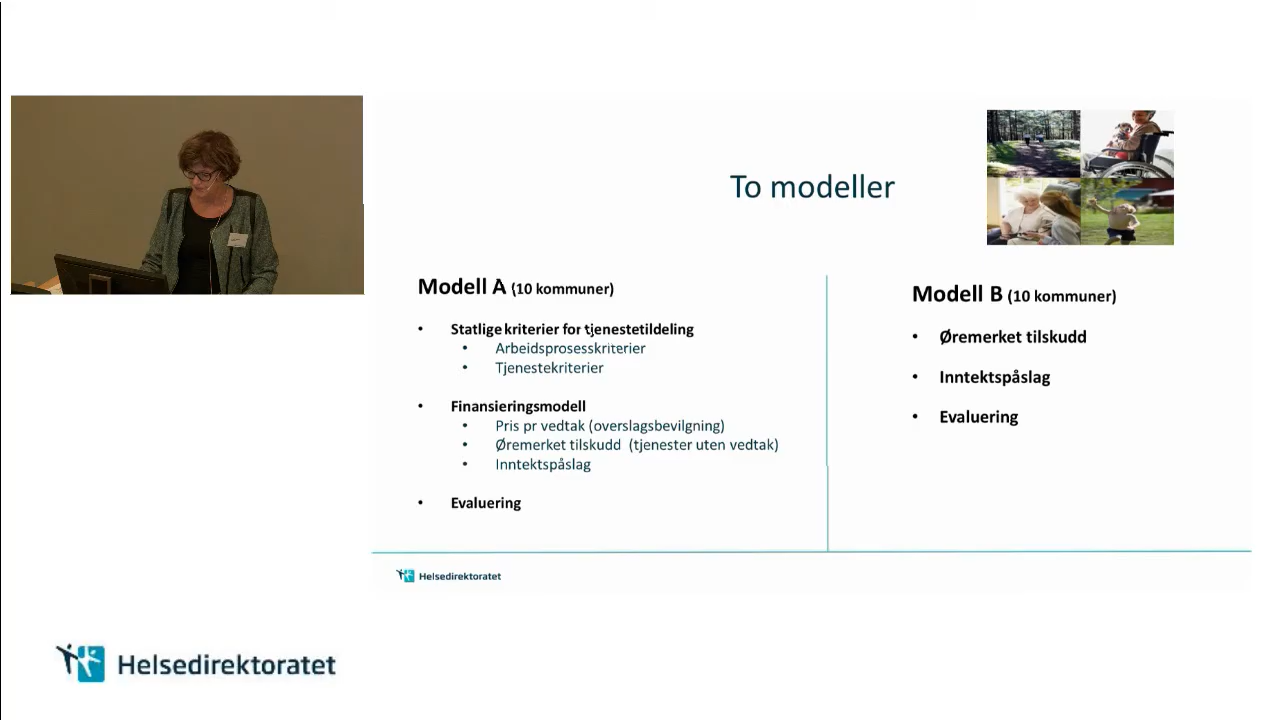 To modeller
Modell A (10 kommuner)
• Statlige kriterier for tjenestetildeling
• Arbeidsprosesskriterier
• Tjenestekriterier
• Finansieringsmodell
• Pris pr vedtak (overslagsbevilgning)
• Øremerket tilskudd (tjenester uten vedtak)
• Inntektspåslag
• Evaluering
Modell B (10 kommuner)
• Øremerket tilskudd
• Inntektspåslag
• Evaluering
Helsedirektoratet
Helsedirektoratet